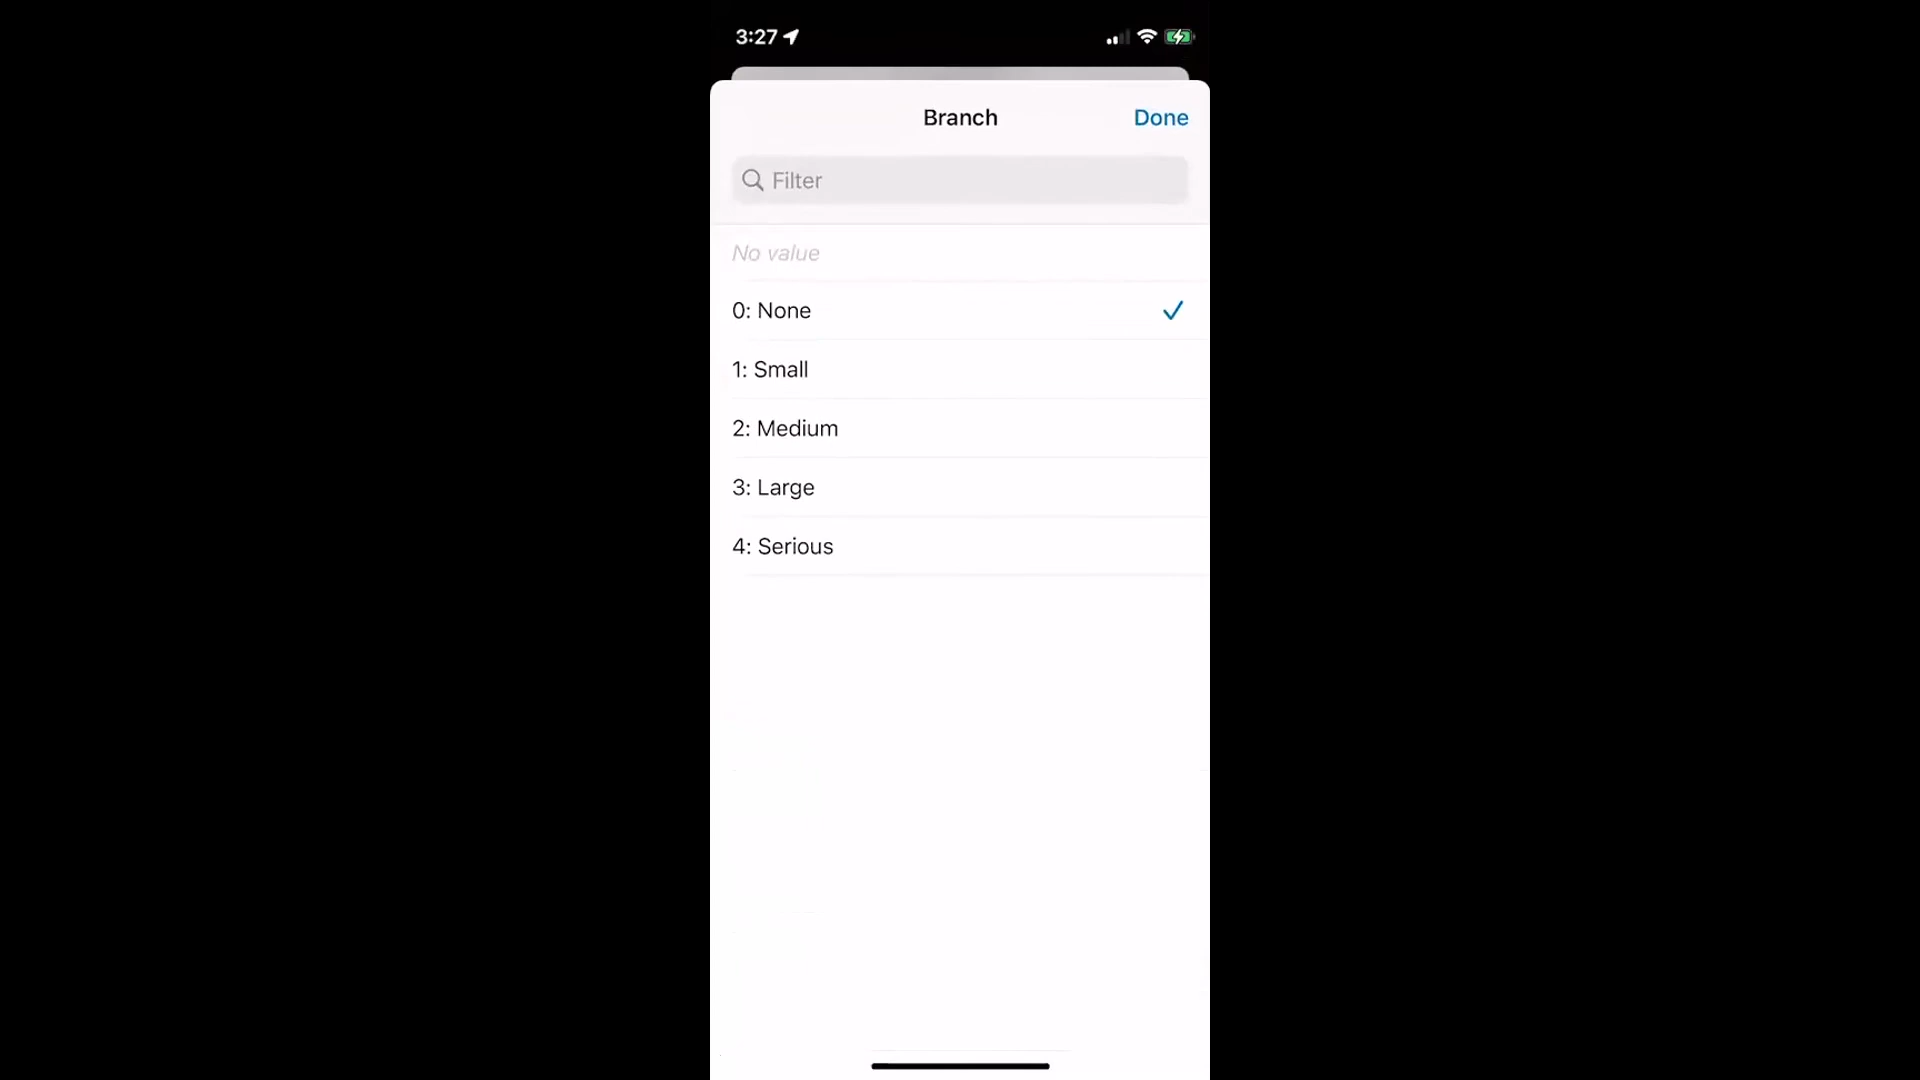 3:27
Branch
Done
Filter
No value
0: None
1: Small
2: Medium
3: Large
4: Serious